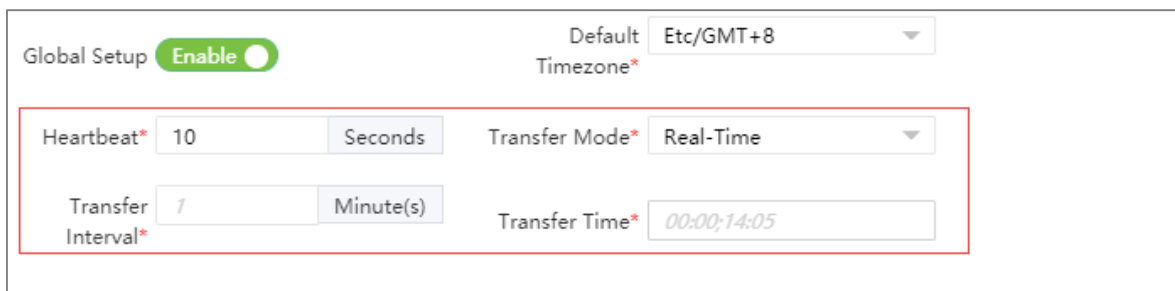 Global Setup Enable Default Timezone* Etc/GMT+8
Heartbeat* 10 Seconds Transfer Mode* Real-Time
Transfer Interval* 1 Minute(s) Transfer Time* 00:00;14:05